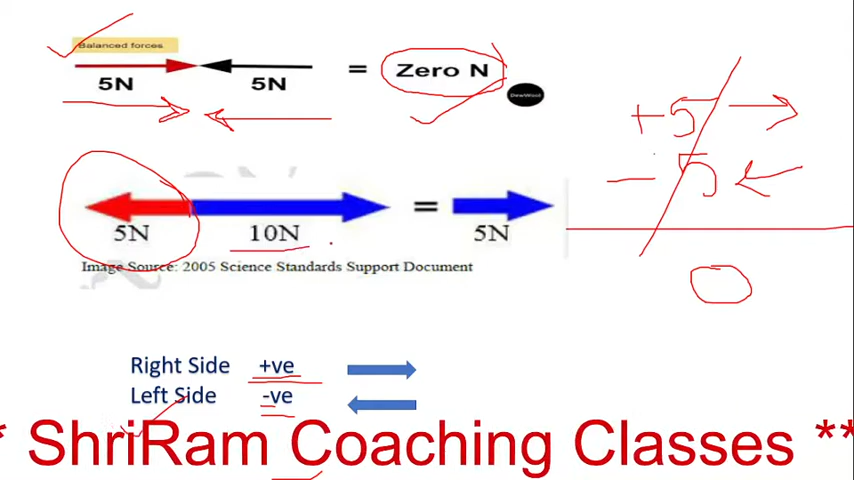 Balanced forces.
5N 5N = Zero N
DewWool
+5
-5
0
5N 10N = 5N
Image Source: 2005 Science Standards Support Document
Right Side +ve
Left Side -ve
* ShriRam Coaching Classes **